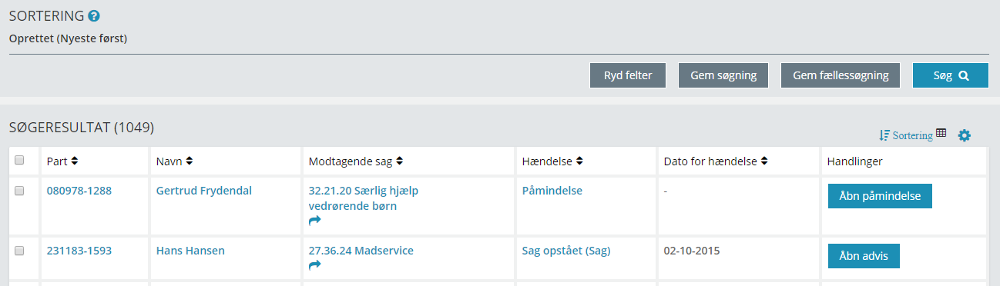 SORTERING ?
Oprettet (Nyeste først)
Ryd felter Gem søgning Gem fællessøgning Søg
SØGERESULTAT (1049)
Sortering
Part Navn Modtagende sag Hændelse Dato for hændelse Handlinger
080978-1288 Gertrud Frydendal 32.21.20 Særlig hjælp Påmindelse - Åbn påmindelse
vedrørende børn
231183-1593 Hans Hansen 27.36.24 Madservice Sag opstået (Sag) 02-10-2015 Åbn advis